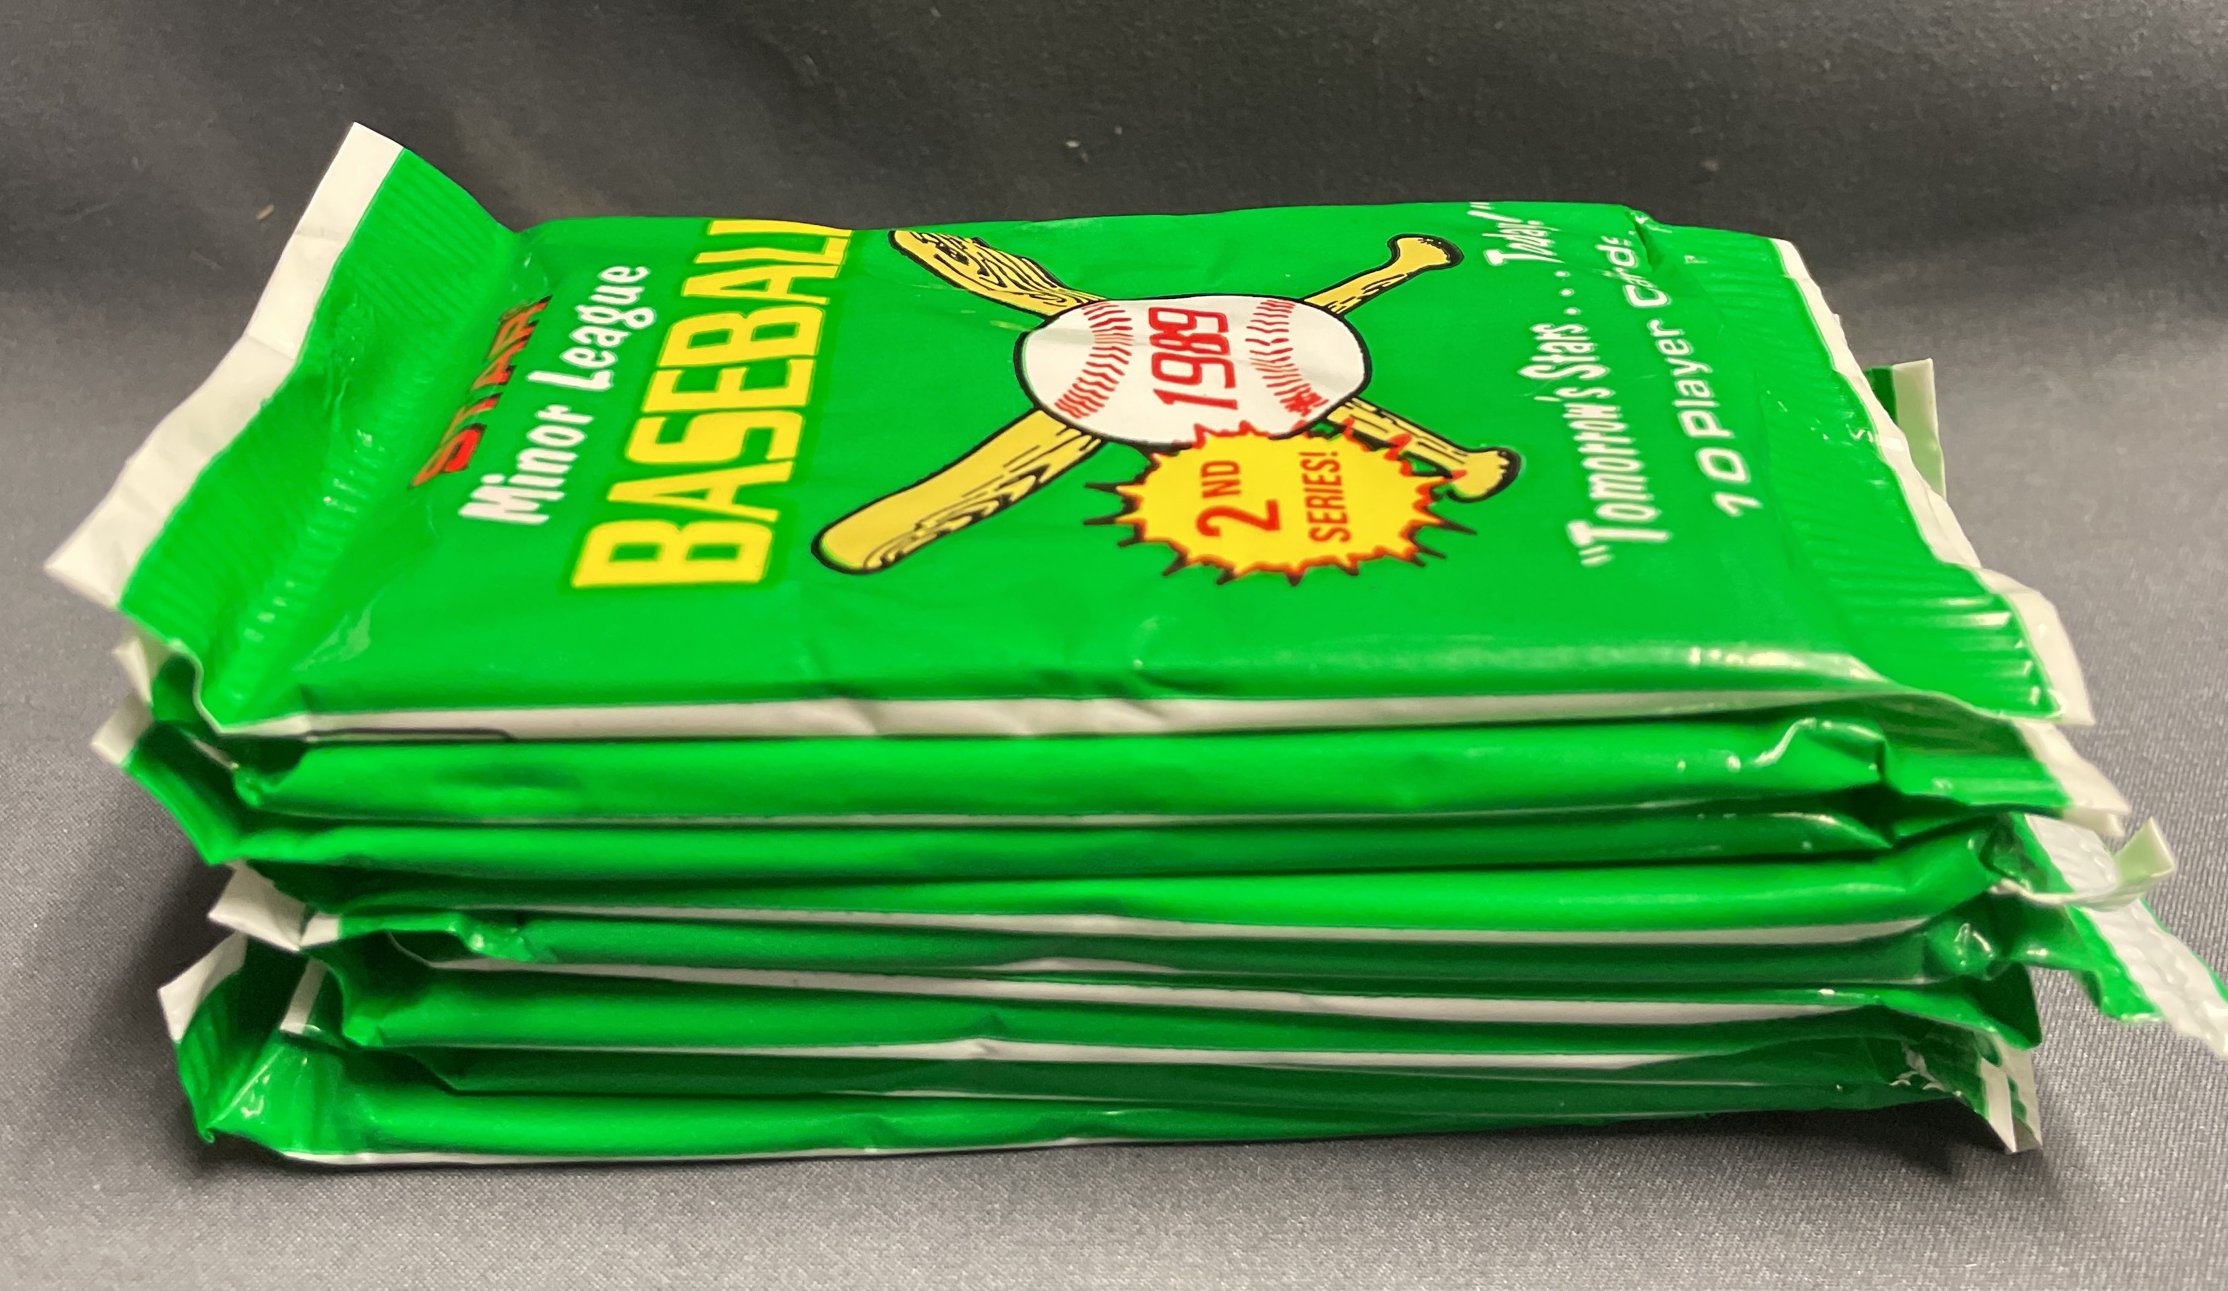 STAR
Minor League
BASEBALL
1989
2ND
SERIES!
"Tomorrow's Stars... Today!"
10 Player Cards